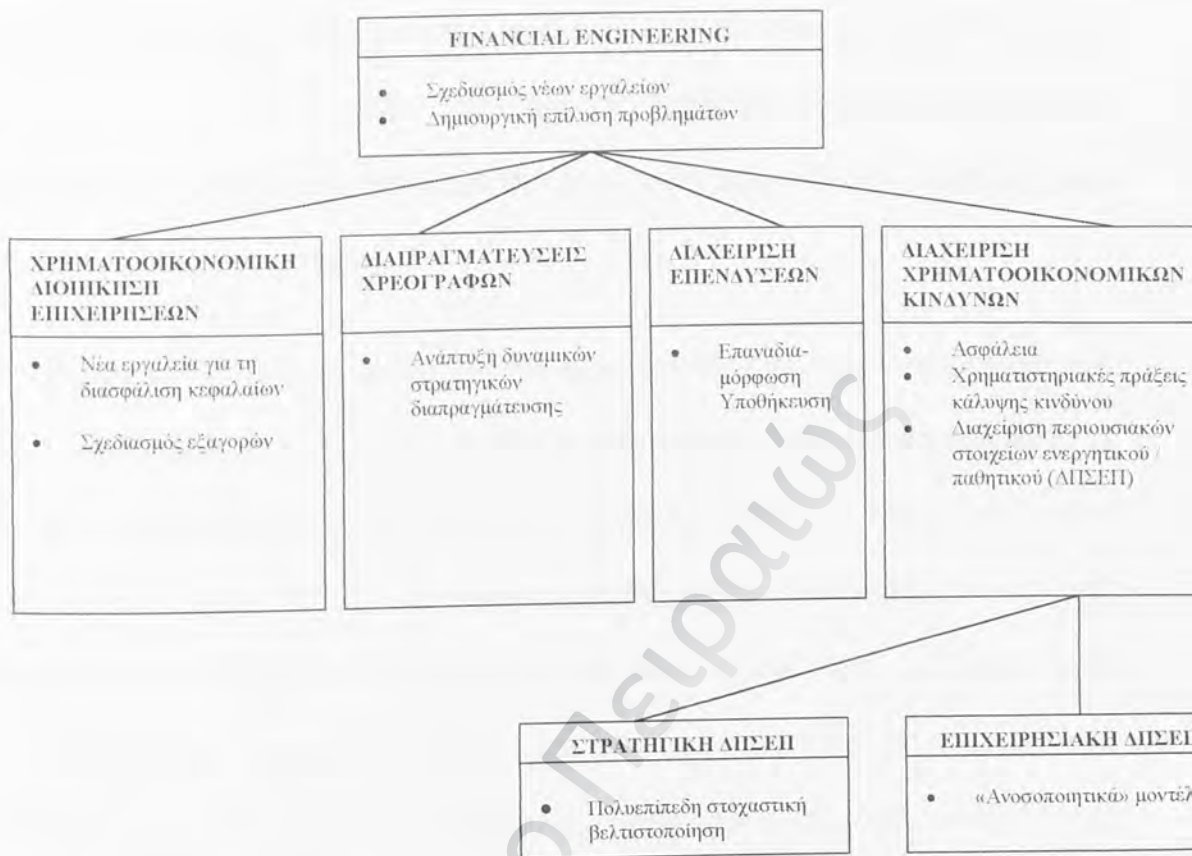 FINANCIAL ENGINEERING
• Σχεδιασμός νέων εργαλείων
• Δημιουργική επίλυση προβλημάτων
ΧΡΗΜΑΤΟΟΙΚΟΝΟΜΙΚΗ
ΔΙΟΙΚΗΣΗ
ΕΠΙΧΕΙΡΗΣΕΩΝ
• Νέα εργαλεία για τη
διασφάλιση κεφαλαίων
• Σχεδιασμός εξαγορών
ΔΙΑΠΡΑΓΜΑΤΕΥΣΕΙΣ
ΧΡΕΟΓΡΑΦΩΝ
• Ανάπτυξη δυναμικών
στρατηγικών
διαπραγμάτευσης
ΔΙΑΧΕΙΡΙΣΗ
ΕΠΕΝΔΥΣΕΩΝ
• Επαναδια-
μόρφωση
Υποθήκευση
ΔΙΑΧΕΙΡΙΣΗ
ΧΡΗΜΑΤΟΟΙΚΟΝΟΜΙΚΩΝ
ΚΙΝΔΥΝΩΝ
• Ασφάλεια
• Χρηματιστηριακές πράξεις
κάλυψης κινδύνου
• Διαχείριση περιουσιακών
στοιχείων ενεργητικού /
παθητικού (ΔΠΣΕΠ)
ΣΤΡΑΤΗΓΙΚΗ ΔΠΣΕΠ
• Πολυεπίπεδη στοχαστική
βελτιστοποίηση
ΕΠΙΧΕΙΡΗΣΙΑΚΗ ΔΠΣΕΠ
• «Ανοσοποιητικά» μοντέλ
Πειραιώς